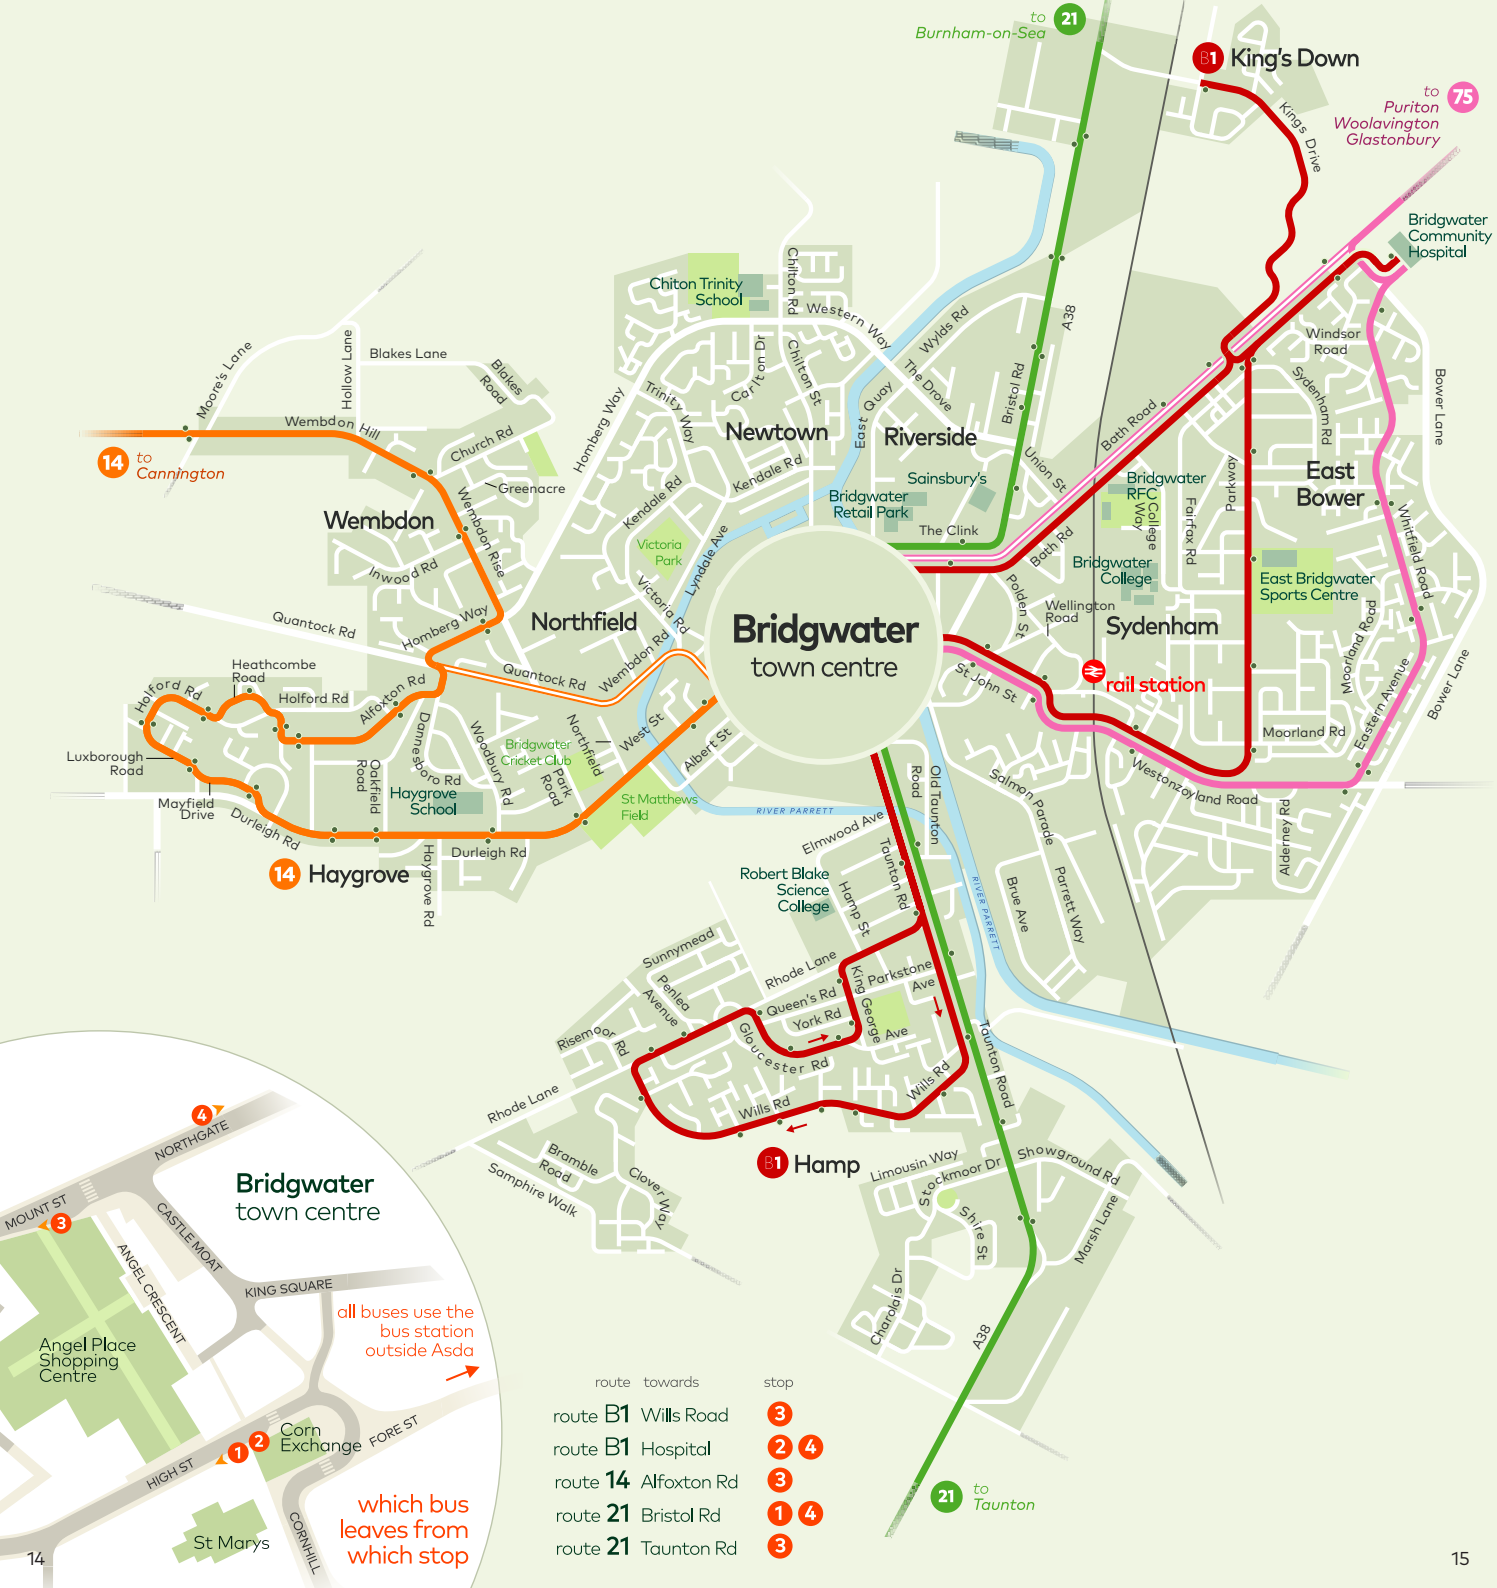 to
Burnham-on-Sea
21
B1 King's Down
to
Puriton
Woolavington
Glastonbury
75
Kings Drive
Bridgwater
Community
Hospital
Chiton Trinity
School
Chilton Rd
Western Way
Wylds Rd
The Drove
A38
Bristol Rd
Windsor
Road
Sydenham Rd
Bower Lane
Moore's Lane
Hollow Lane
Blakes Lane
Blakes
Road
Wembdon Hill
Church Rd
Greenacre
14
to
Cannington
Wembdon
Wembdon Rise
Homberg Way
Trinity Way
Carlton Dr
Chilton St
Newtown
East Quay
Riverside
Kendale Rd
Kendale Rd
Sainsbury's
Bridgwater
Retail Park
The Clink
Union St
Bath Road
Bath Rd
Bridgwater
RFC
College
Way
Fairfax Rd
Parkway
East
Bower
Whitfield Road
Bridgwater
College
East Bridgwater
Sports Centre
Victoria
Park
Lyndale Ave
Victoria Rd
Inwood Rd
Quantock Rd
Homberg Way
Northfield
Wembdon Rd
Quantock Rd
Bridgwater
town centre
Polden St
Wellington
Road
Sydenham
rail station
St John St
Moorland Road
Moorland Rd
Eastern Avenue
Bower Lane
Westonzoyland Road
Alderney Rd
Heathcombe
Road
Holford Rd
Holford Rd
Alfoxton Rd
Luxborough
Road
Mayfield
Drive
Durleigh Rd
Oakfield
Road
Dannesboro Rd
Woodbury Rd
Haygrove
School
Bridgwater
Cricket Club
Northfield
Park
Road
West St
Albert St
St Matthews
Field
14 Haygrove
Haygrove Rd
Durleigh Rd
RIVER PARRETT
Old Taunton
Road
Elmwood Ave
Taunton Rd
Robert Blake
Science
College
Hamp St
RIVER PARRETT
Salmon Parade
Brue Ave
Parrett Way
Sunnymead
Penlea
Avenue
Rhode Lane
Queen's Rd
York Rd
King
George
Ave
Parkstone
Ave
Gloucester Rd
Risemoor
Rd
Rhode Lane
Wills Rd
Wills Rd
Taunton Road
B1 Hamp
Bramble
Road
Samphire Walk
Clover Way
Limousin Way
Stockmoor Dr
Showground Rd
Shire St
Marsh Lane
Charolais Dr
A38
21
to
Taunton
4
NORTHGATE
MOUNT ST
3
Bridgwater
town centre
CASTLE MOAT
ANGEL CRESCENT
KING SQUARE
all buses use the
bus station
outside Asda
Angel Place
Shopping
Centre
Corn
Exchange
FORE ST
1
2
HIGH ST
St Marys
CORNHILL
which bus
leaves from
which stop
route towards stop
route B1 Wills Road 3
route B1 Hospital 2 4
route 14 Alfoxton Rd 3
route 21 Bristol Rd 1 4
route 21 Taunton Rd 3
14
15